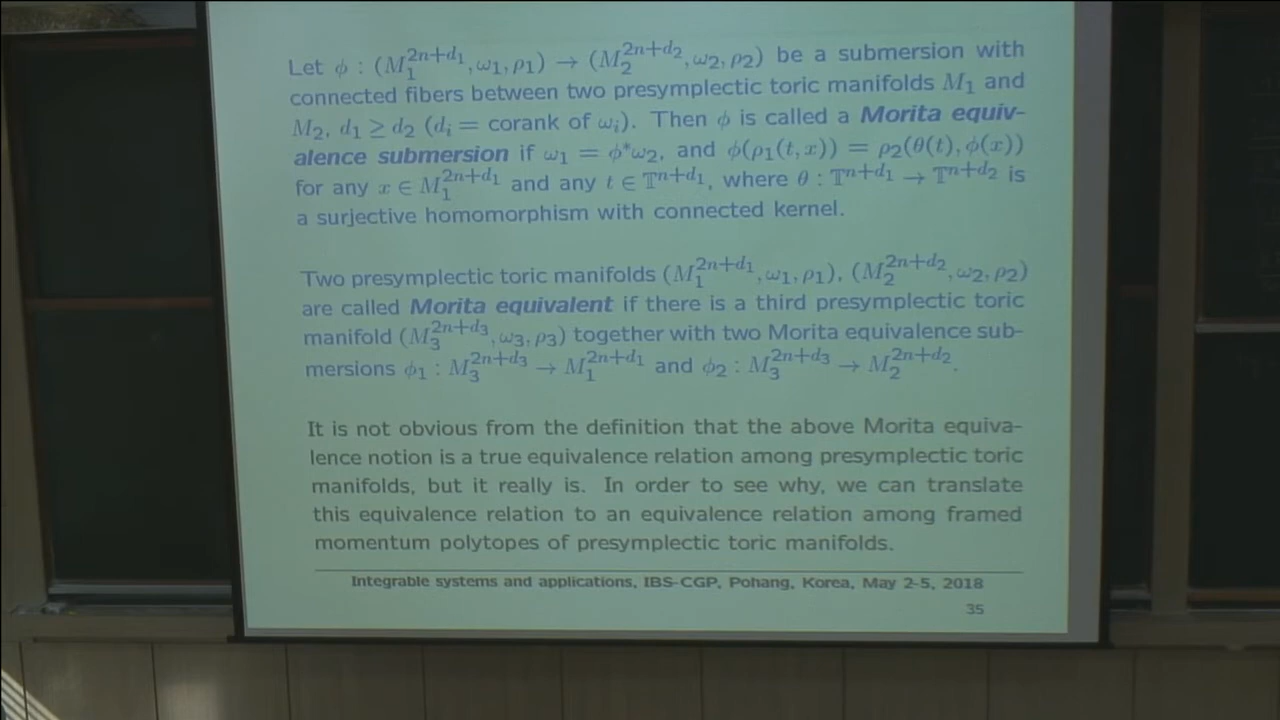 Let ϕ : (M₁^{2n+d₁}, ω₁, ρ₁) → (M₂^{2n+d₂}, ω₂, ρ₂) be a submersion with
connected fibers between two presymplectic toric manifolds M₁ and
M₂, d₁ ≥ d₂ (dᵢ = corank of ωᵢ). Then ϕ is called a Morita equiv-
alence submersion if ω₁ = ϕ*ω₂, and ϕ(ρ₁(t, x)) = ρ₂(θ(t), ϕ(x))
for any x ∈ M₁^{2n+d₁} and any t ∈ 𝕋^{n+d₁}, where θ : 𝕋^{n+d₁} → 𝕋^{n+d₂} is
a surjective homomorphism with connected kernel.
Two presymplectic toric manifolds (M₁^{2n+d₁}, ω₁, ρ₁), (M₂^{2n+d₂}, ω₂, ρ₂)
are called Morita equivalent if there is a third presymplectic toric
manifold (M₃^{2n+d₃}, ω₃, ρ₃) together with two Morita equivalence sub-
mersions ϕ₁ : M₃^{2n+d₃} → M₁^{2n+d₁} and ϕ₂ : M₃^{2n+d₃} → M₂^{2n+d₂}.
It is not obvious from the definition that the above Morita equiva-
lence notion is a true equivalence relation among presymplectic toric
manifolds, but it really is. In order to see why, we can translate
this equivalence relation to an equivalence relation among framed
momentum polytopes of presymplectic toric manifolds.
Integrable systems and applications, IBS-CGP, Pohang, Korea, May 2-5, 2018
35